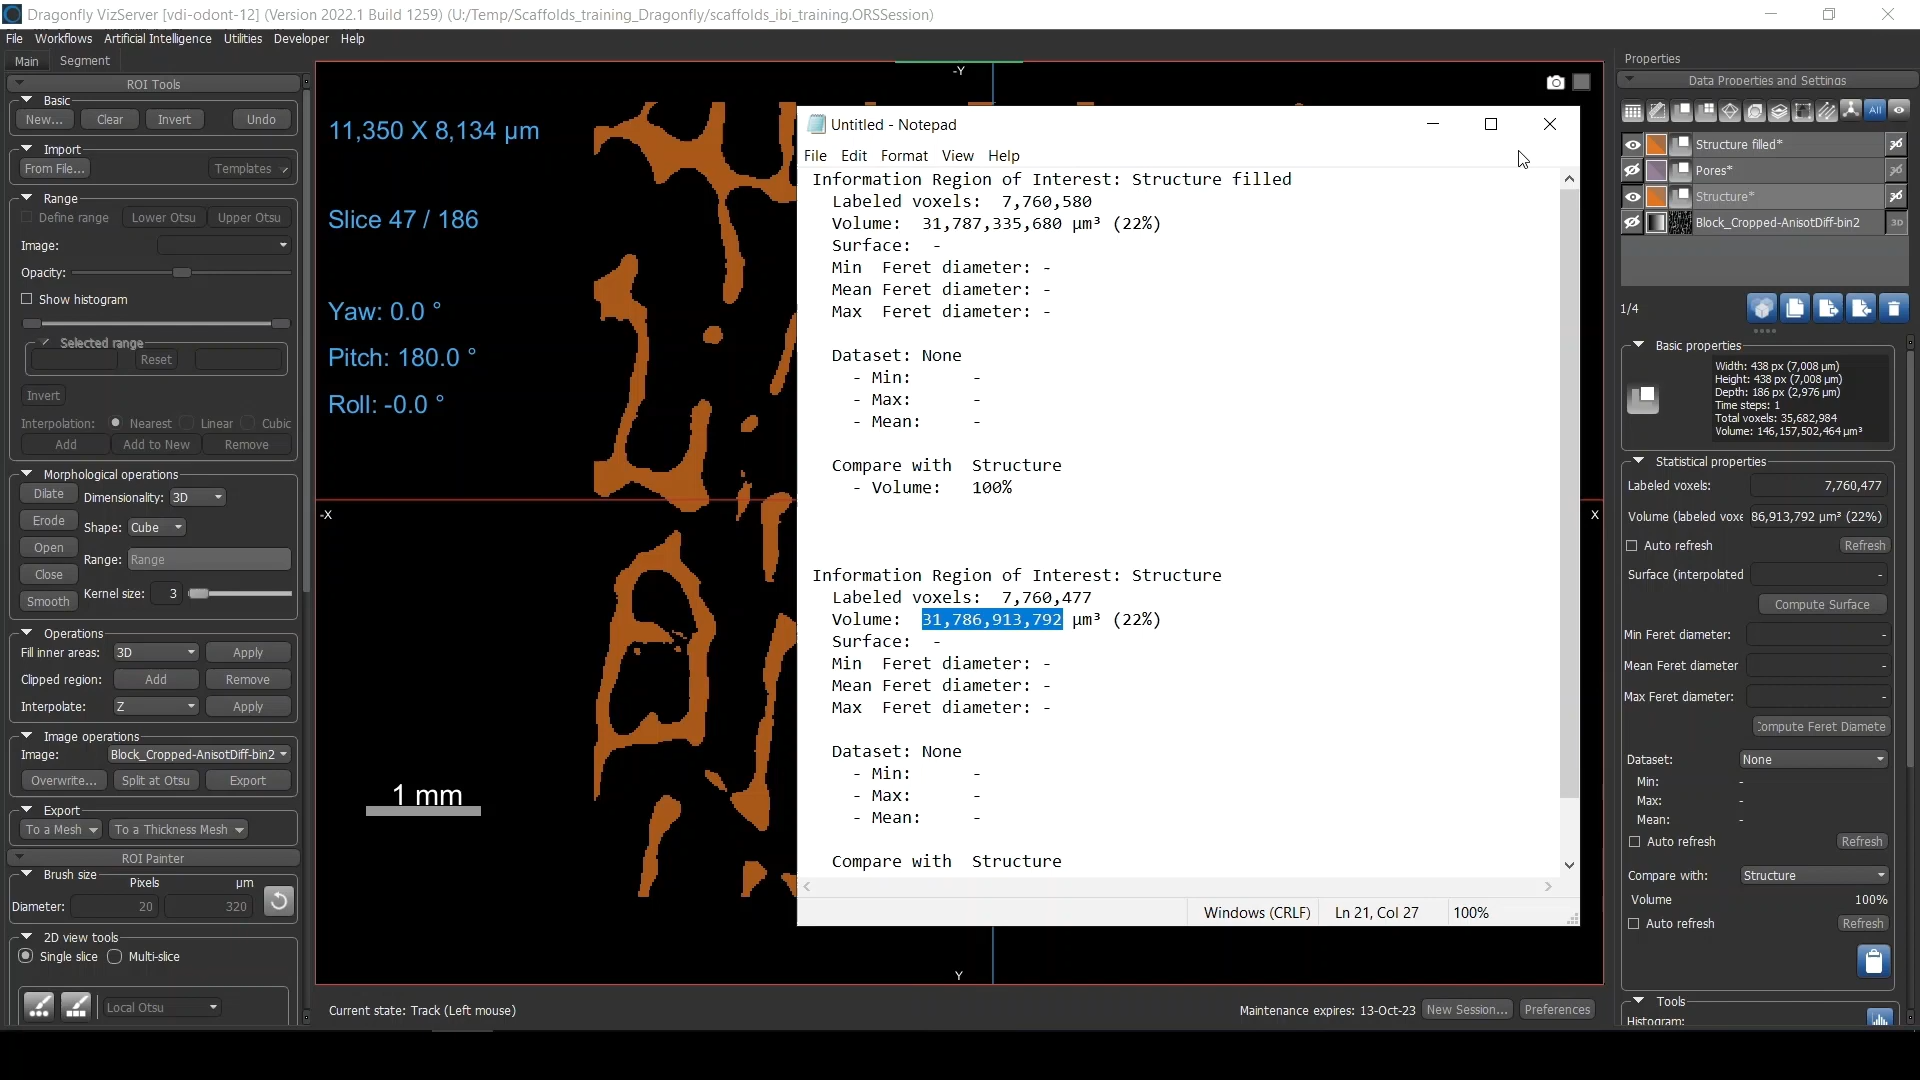 Dragonfly VizServer [vdi-odont-12] (Version 2022.1 Build 1259) (U:/Temp/Scaffolds_training_Dragonfly/scaffolds_ibi_training.ORSSession)
File Workflows Artificial Intelligence Utilities Developer Help
Main Segment
ROI Tools
Basic
New... Clear Invert Undo
Import
From File... Templates
Range
Define range Lower Otsu Upper Otsu
Image:
Opacity:
Show histogram
Selected range
Reset
Invert
Interpolation: Nearest Linear Cubic
Add Add to New Remove
Morphological operations
Dilate Dimensionality: 3D
Erode Shape: Cube
Open Range: Range
Close
Kernel size: 3
Smooth
Operations
Fill inner areas: 3D Apply
Clipped region: Add Remove
Interpolate: Z Apply
Image operations
Image: Block_Cropped-AnisotDiff-bin2
Overwrite... Split at Otsu Export
Export
To a Mesh To a Thickness Mesh
ROI Painter
Brush size
Pixels µm
Diameter: 20 320
2D view tools
Single slice Multi-slice
Local Otsu
-Y
11,350 X 8,134 µm
Slice 47 / 186
Yaw: 0.0 °
Pitch: 180.0 °
Roll: -0.0 °
-X
X
1 mm
Y
Current state: Track (Left mouse)
Maintenance expires: 13-Oct-23 New Session... Preferences
Untitled - Notepad
File Edit Format View Help
Information Region of Interest: Structure filled
Labeled voxels: 7,760,580
Volume: 31,787,335,680 µm³ (22%)
Surface: -
Min Feret diameter: -
Mean Feret diameter: -
Max Feret diameter: -
Dataset: None
- Min: -
- Max: -
- Mean: -
Compare with Structure
- Volume: 100%
Information Region of Interest: Structure
Labeled voxels: 7,760,477
Volume: 31,786,913,792 µm³ (22%)
Surface: -
Min Feret diameter: -
Mean Feret diameter: -
Max Feret diameter: -
Dataset: None
- Min: -
- Max: -
- Mean: -
Compare with Structure
Windows (CRLF) Ln 21, Col 27 100%
Properties
Data Properties and Settings
All
Structure filled*
Pores*
Structure*
Block_Cropped-AnisotDiff-bin2 3D
1/4
Basic properties
Width: 438 px (7,008 µm)
Height: 438 px (7,008 µm)
Depth: 186 px (2,976 µm)
Time steps: 1
Total voxels: 35,682,984
Volume: 146,157,502,464 µm³
Statistical properties
Labeled voxels: 7,760,477
Volume (labeled voxe 86,913,792 µm³ (22%)
Auto refresh Refresh
Surface (interpolated -
Compute Surface
Min Feret diameter: -
Mean Feret diameter -
Max Feret diameter: -
Compute Feret Diamete
Dataset: None
Min: -
Max: -
Mean: -
Auto refresh Refresh
Compare with: Structure
Volume 100%
Auto refresh Refresh
Tools
Histogram: